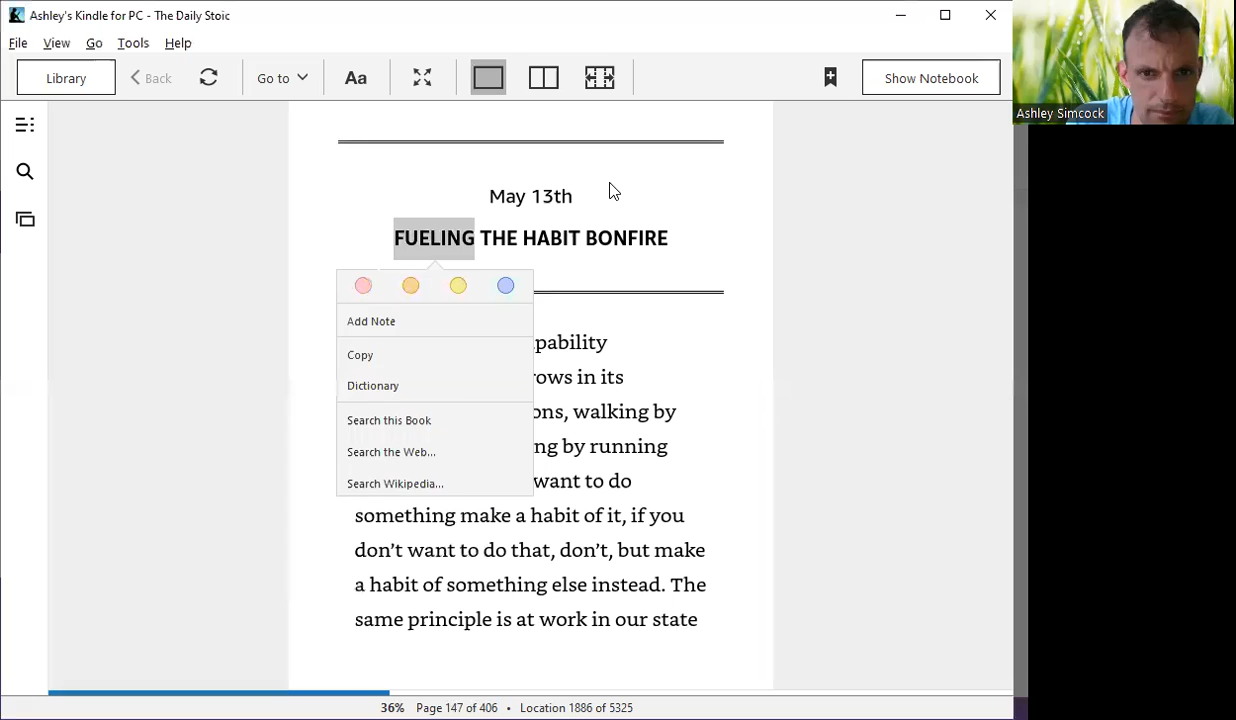 Ashley's Kindle for PC - The Daily Stoic
File View Go Tools Help
Library Back Go to Aa Show Notebook
Ashley Simcock
May 13th
FUELING THE HABIT BONFIRE
Add Note
Copy
Dictionary
Search this Book
Search the Web...
Search Wikipedia...
pability
rows in its
ons, walking by
ng by running
want to do
something make a habit of it, if you
don’t want to do that, don’t, but make
a habit of something else instead. The
same principle is at work in our state
36% Page 147 of 406 • Location 1886 of 5325